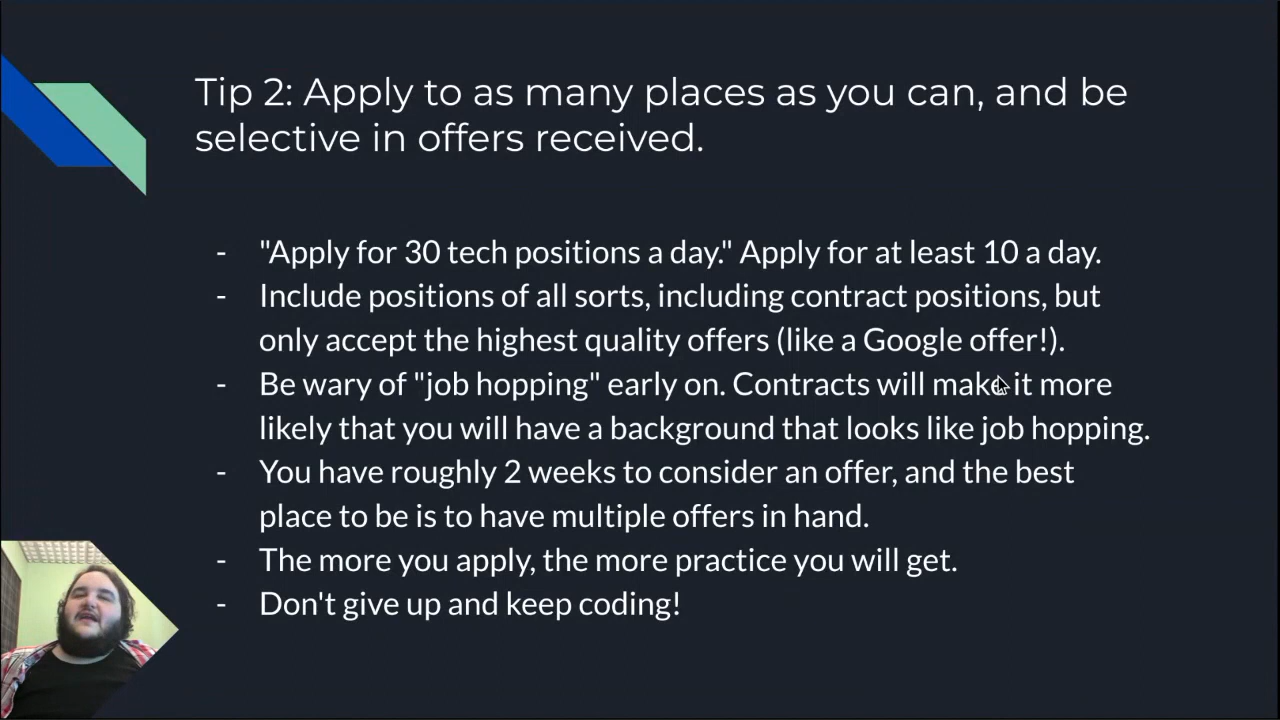 Tip 2: Apply to as many places as you can, and be
selective in offers received.
- "Apply for 30 tech positions a day." Apply for at least 10 a day.
- Include positions of all sorts, including contract positions, but
only accept the highest quality offers (like a Google offer!).
- Be wary of "job hopping" early on. Contracts will make it more
likely that you will have a background that looks like job hopping.
- You have roughly 2 weeks to consider an offer, and the best
place to be is to have multiple offers in hand.
- The more you apply, the more practice you will get.
- Don't give up and keep coding!